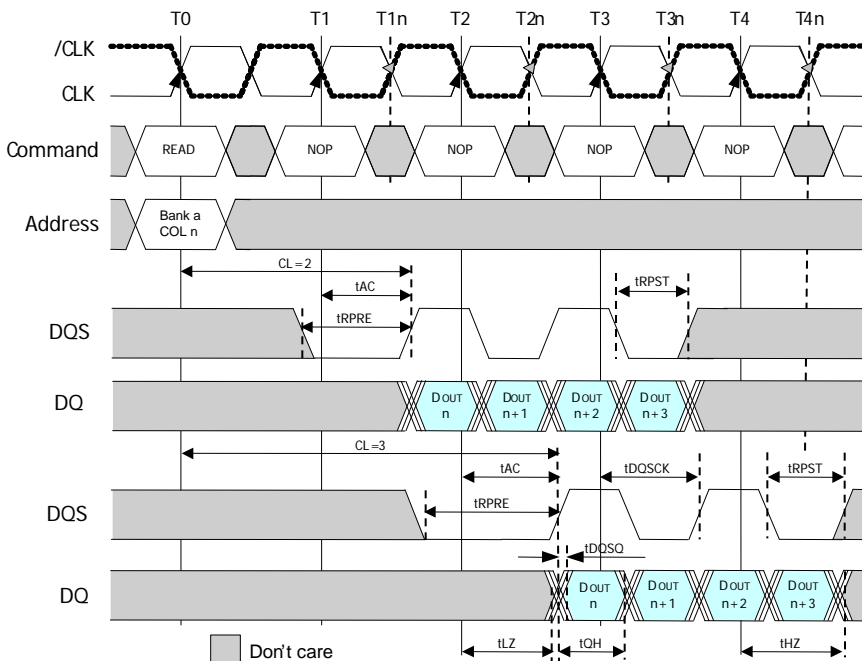 T0 T1 T1n T2 T2n T3 T3n T4 T4n
/CLK
CLK
Command READ NOP NOP NOP NOP
Address Bank a
COL n
CL=2
tAC
tRPST
tRPRE
DQS
DQ DOUT n DOUT n+1 DOUT n+2 DOUT n+3
CL=3
tAC tDQSCK tRPST
tRPRE
DQS
tDQSQ
DQ DOUT n DOUT n+1 DOUT n+2 DOUT n+3
tLZ tQH tHZ
Don't care